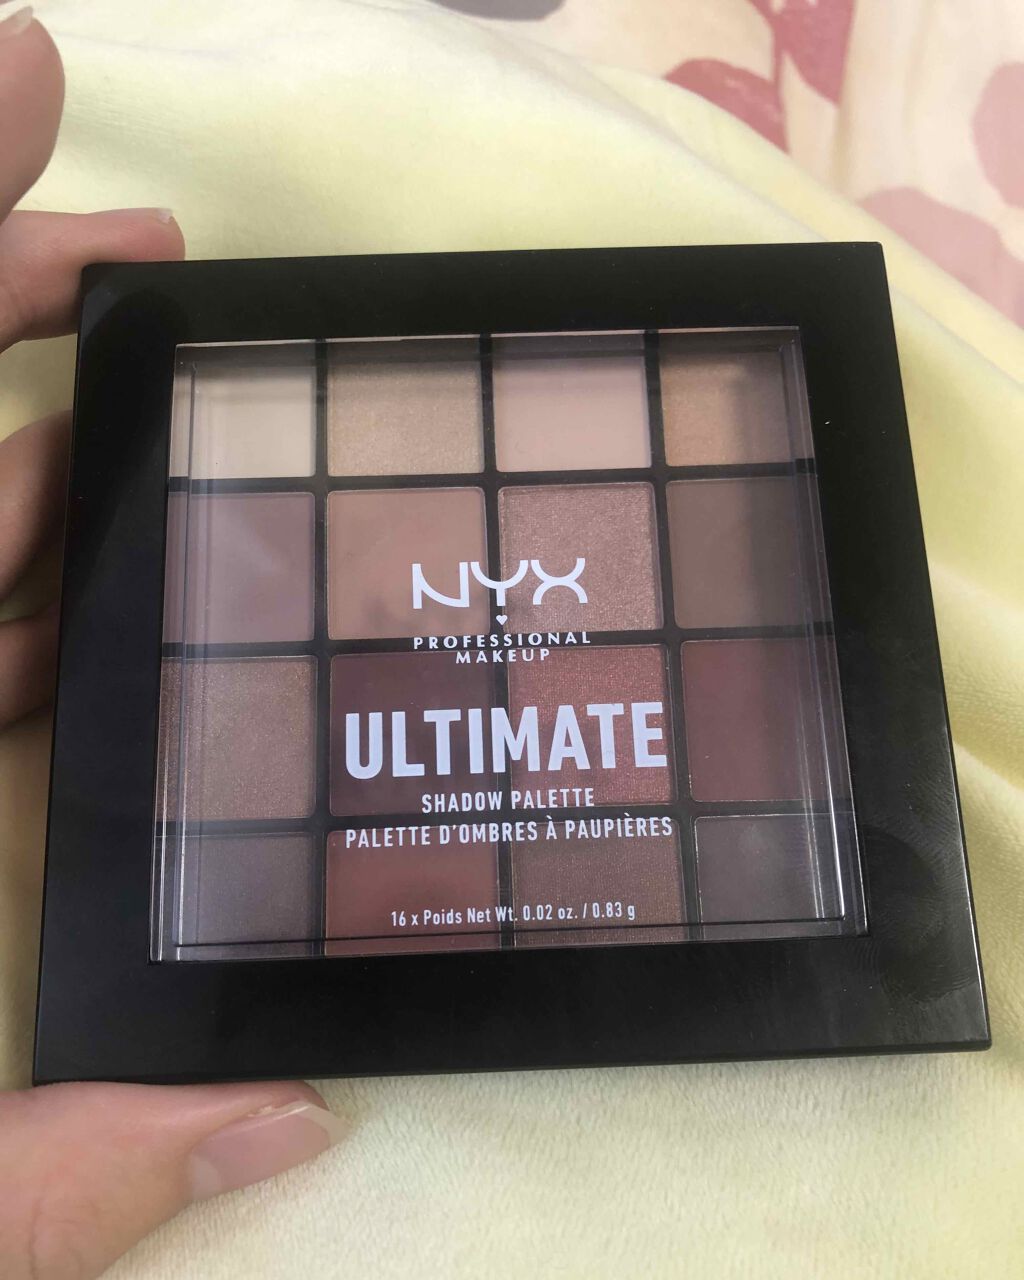 NYX
PROFESSIONAL
MAKEUP
ULTIMATE
SHADOW PALETTE
PALETTE D'OMBRES À PAUPIÈRES
16 x Poids Net Wt. 0.02 oz. / 0.83 g